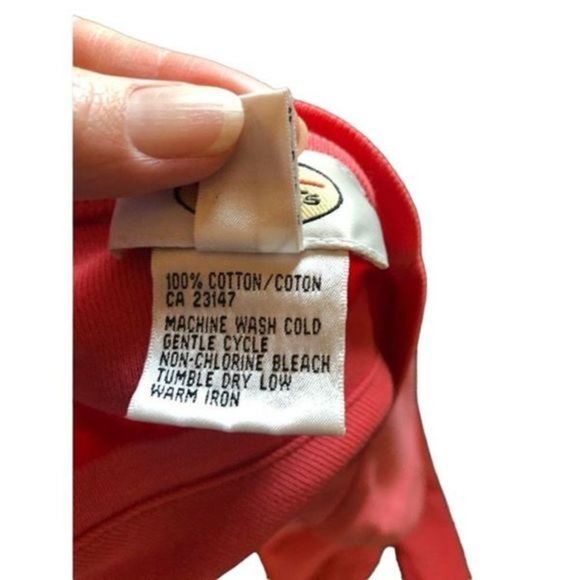 100% COTTON/COTON
CA 23147
MACHINE WASH COLD
GENTLE CYCLE
NON-CHLORINE BLEACH
TUMBLE DRY LOW
WARM IRON